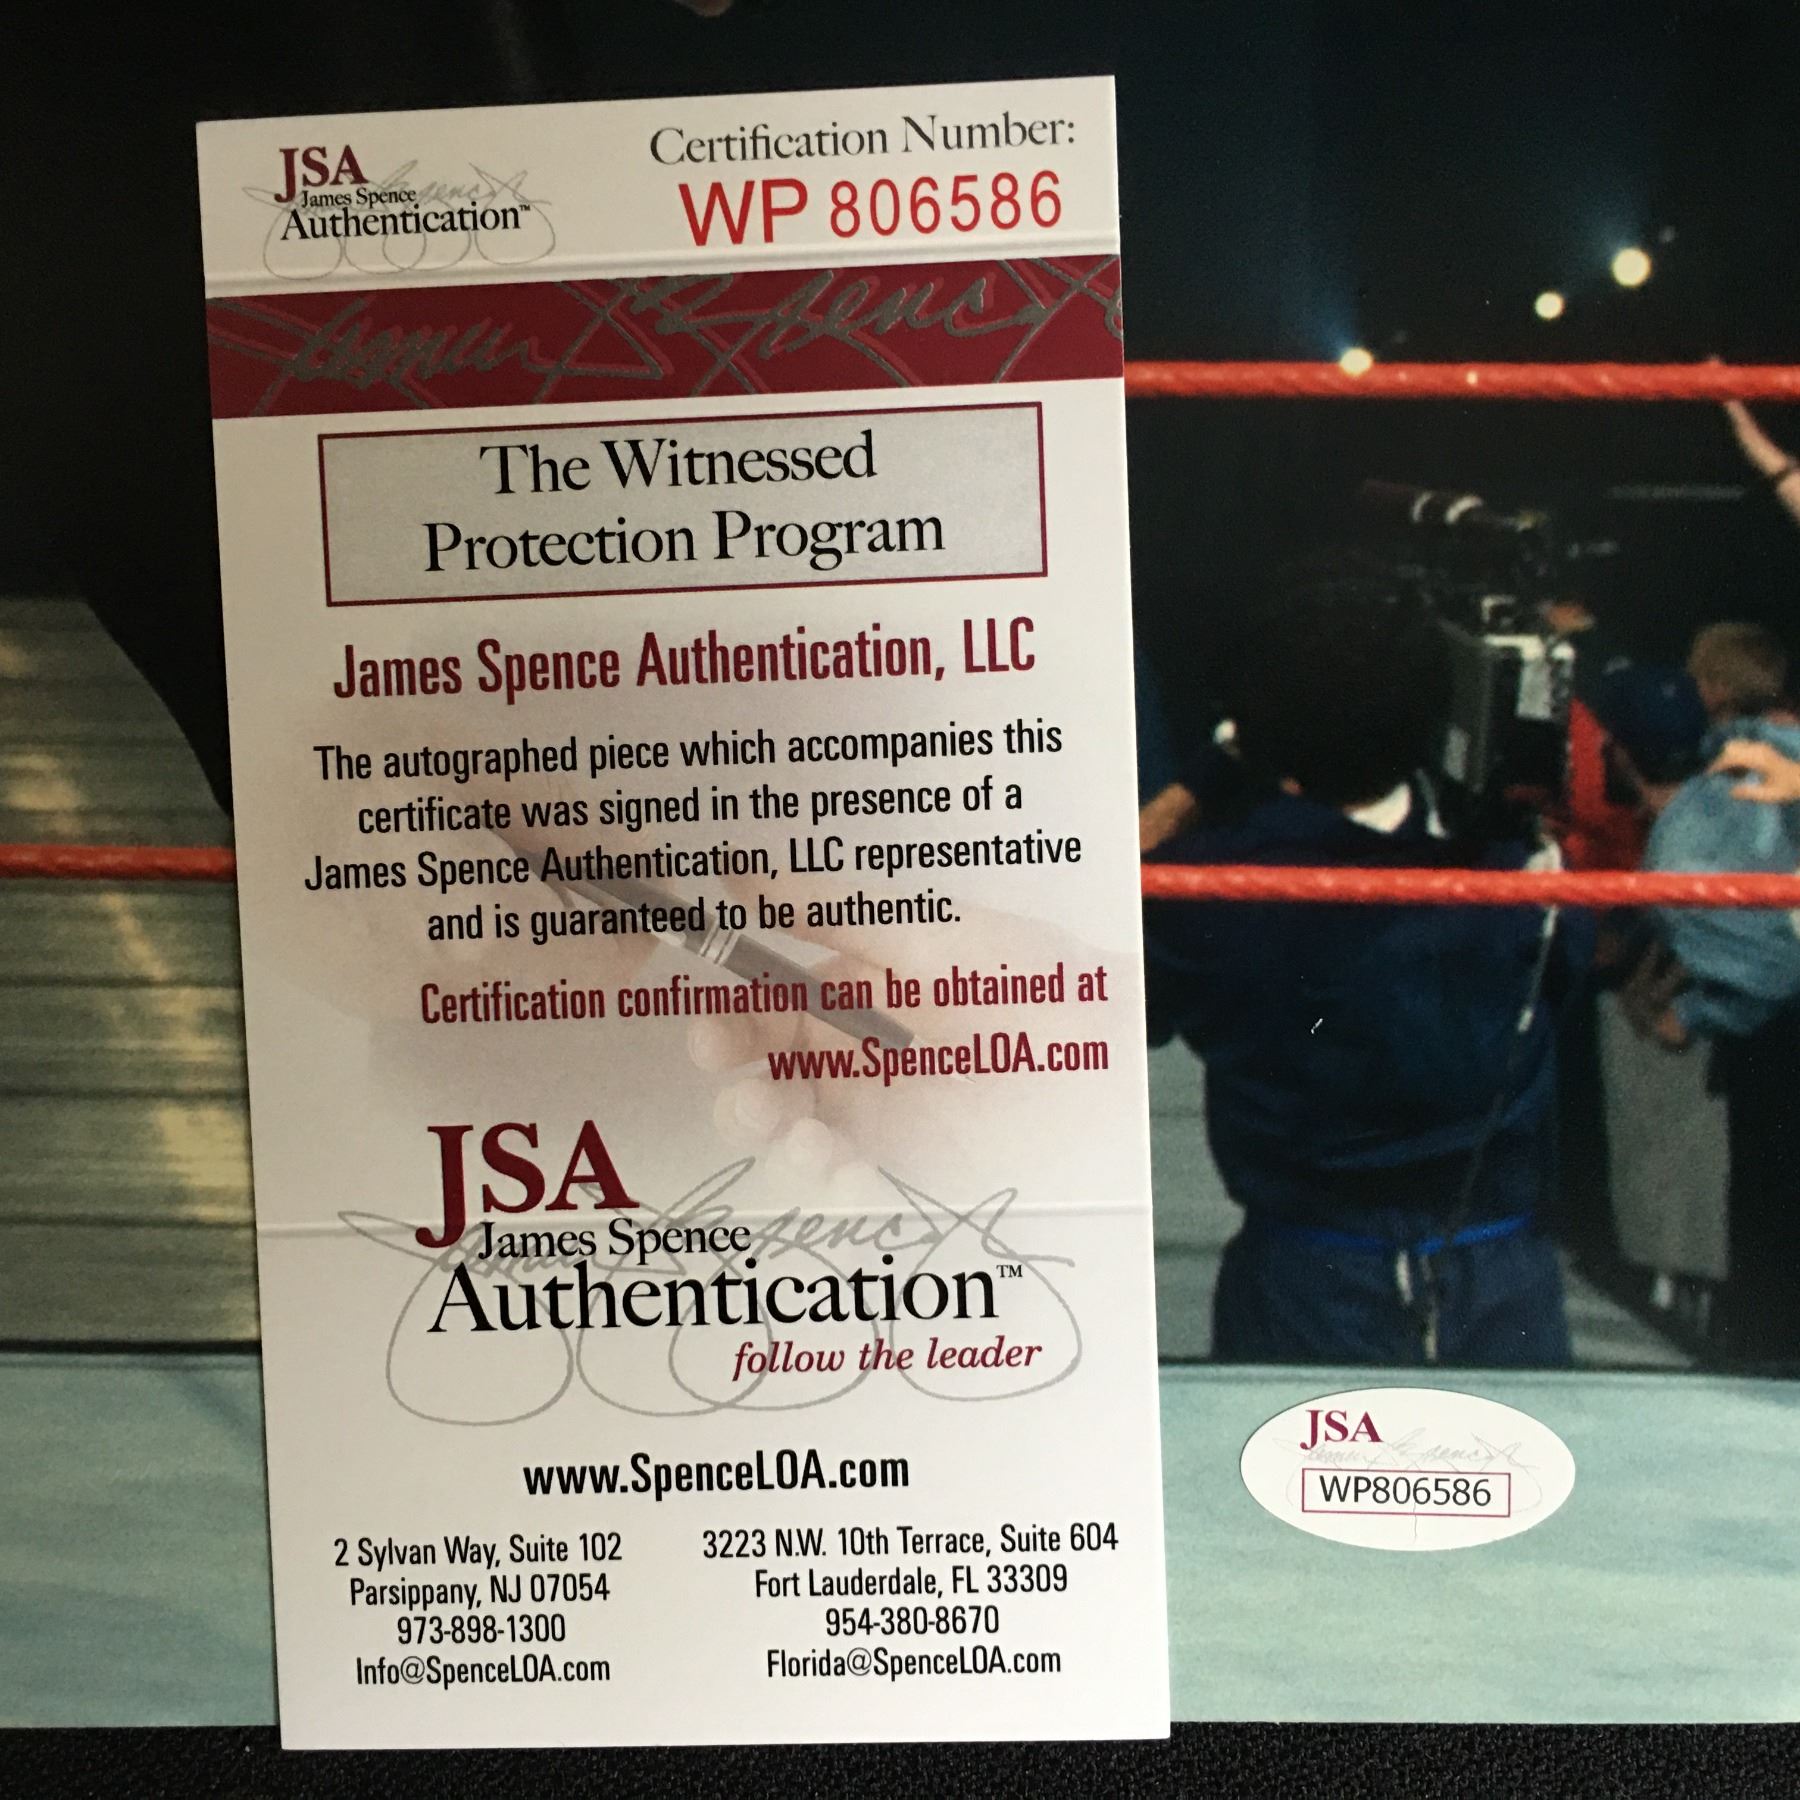 JSA
James Spence
Authentication™
Certification Number:
WP 806586
James Spence
The Witnessed
Protection Program
James Spence Authentication, LLC
The autographed piece which accompanies this
certificate was signed in the presence of a
James Spence Authentication, LLC representative
and is guaranteed to be authentic.
Certification confirmation can be obtained at
www.SpenceLOA.com
JSA
James Spence
Authentication™
follow the leader
www.SpenceLOA.com
2 Sylvan Way, Suite 102
Parsippany, NJ 07054
973-898-1300
Info@SpenceLOA.com
3223 N.W. 10th Terrace, Suite 604
Fort Lauderdale, FL 33309
954-380-8670
Florida@SpenceLOA.com
JSA
WP806586